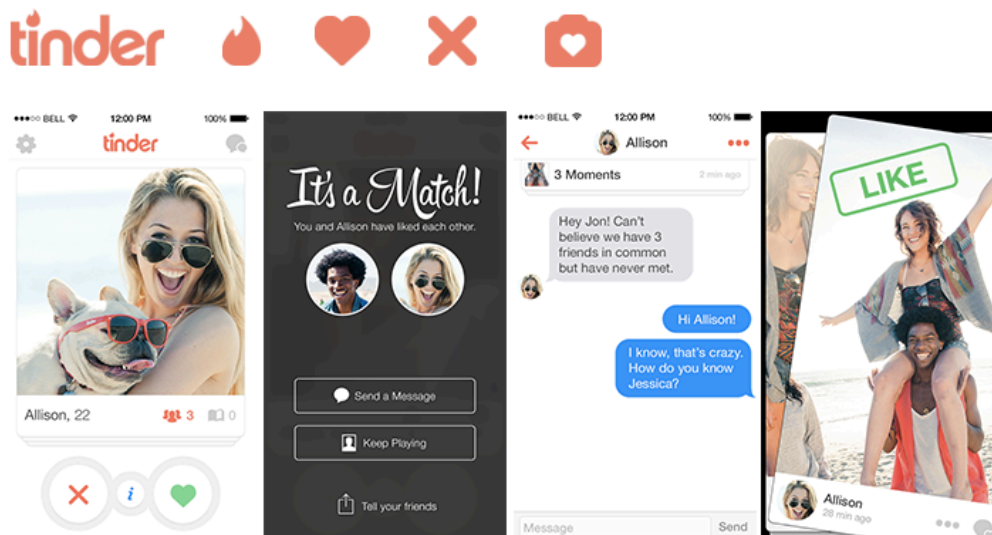 tinder
BELL 12:00 PM 100%
tinder
Allison, 22
3
0
i
It's a Match!
You and Allison have liked each other.
Send a Message
Keep Playing
Tell your friends
BELL 12:00 PM 100%
Allison
3 Moments 2 min ago
Hey Jon! Can't
believe we have 3
friends in common
but have never met.
Hi Allison!
I know, that's crazy.
How do you know
Jessica?
Message Send
LIKE
Allison
28 min ago